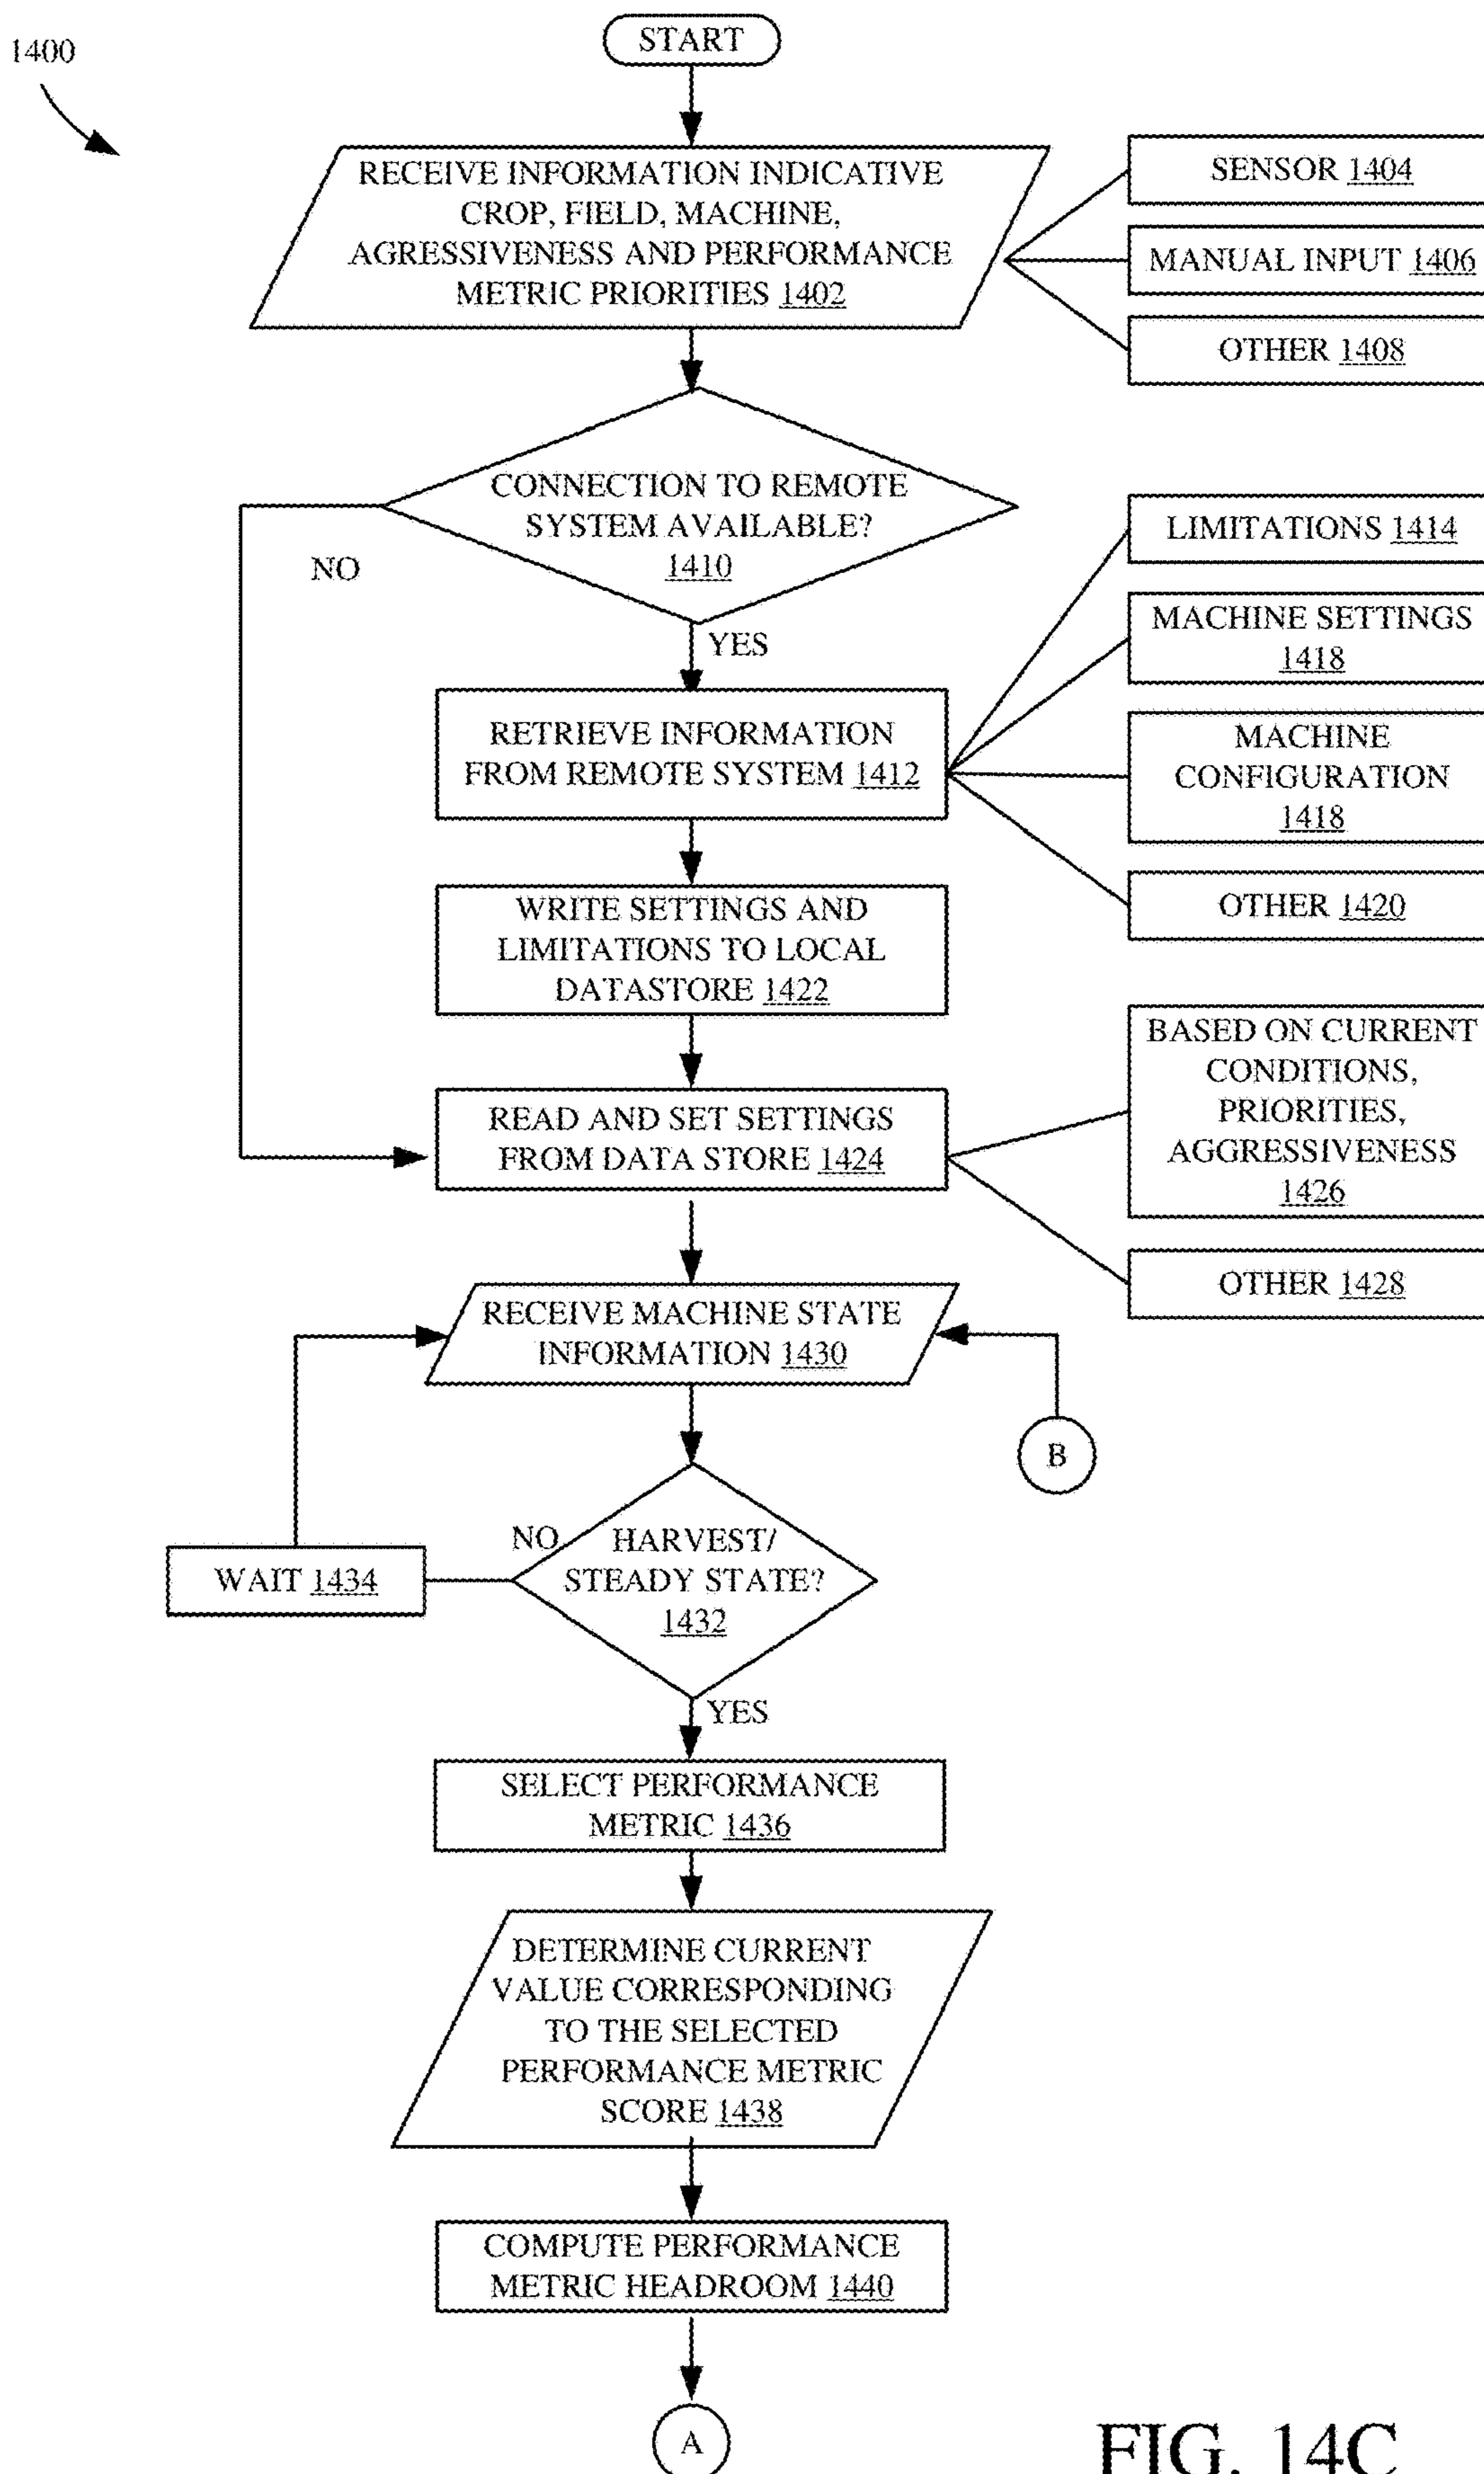 1400
START
RECEIVE INFORMATION INDICATIVE
CROP, FIELD, MACHINE,
AGRESSIVENESS AND PERFORMANCE
METRIC PRIORITIES 1402
SENSOR 1404
MANUAL INPUT 1406
OTHER 1408
CONNECTION TO REMOTE
SYSTEM AVAILABLE?
1410
NO
YES
LIMITATIONS 1414
MACHINE SETTINGS
1418
MACHINE
CONFIGURATION
1418
OTHER 1420
RETRIEVE INFORMATION
FROM REMOTE SYSTEM 1412
WRITE SETTINGS AND
LIMITATIONS TO LOCAL
DATASTORE 1422
READ AND SET SETTINGS
FROM DATA STORE 1424
BASED ON CURRENT
CONDITIONS,
PRIORITIES,
AGGRESSIVENESS
1426
OTHER 1428
RECEIVE MACHINE STATE
INFORMATION 1430
B
HARVEST/
STEADY STATE?
1432
NO
WAIT 1434
YES
SELECT PERFORMANCE
METRIC 1436
DETERMINE CURRENT
VALUE CORRESPONDING
TO THE SELECTED
PERFORMANCE METRIC
SCORE 1438
COMPUTE PERFORMANCE
METRIC HEADROOM 1440
A
FIG. 14C